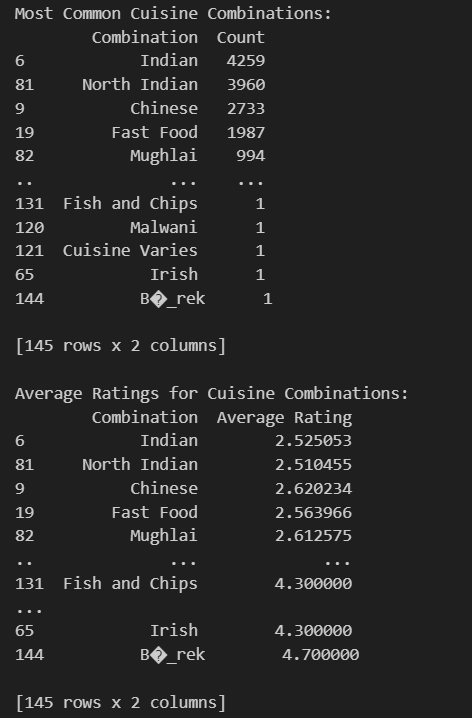 Most Common Cuisine Combinations:
Combination Count
6 Indian 4259
81 North Indian 3960
9 Chinese 2733
19 Fast Food 1987
82 Mughlai 994
.. ... ...
131 Fish and Chips 1
120 Malwani 1
121 Cuisine Varies 1
65 Irish 1
144 B�_rek 1
[145 rows x 2 columns]
Average Ratings for Cuisine Combinations:
Combination Average Rating
6 Indian 2.525053
81 North Indian 2.510455
9 Chinese 2.620234
19 Fast Food 2.563966
82 Mughlai 2.612575
.. ... ...
131 Fish and Chips 4.300000
...
65 Irish 4.300000
144 B�_rek 4.700000
[145 rows x 2 columns]